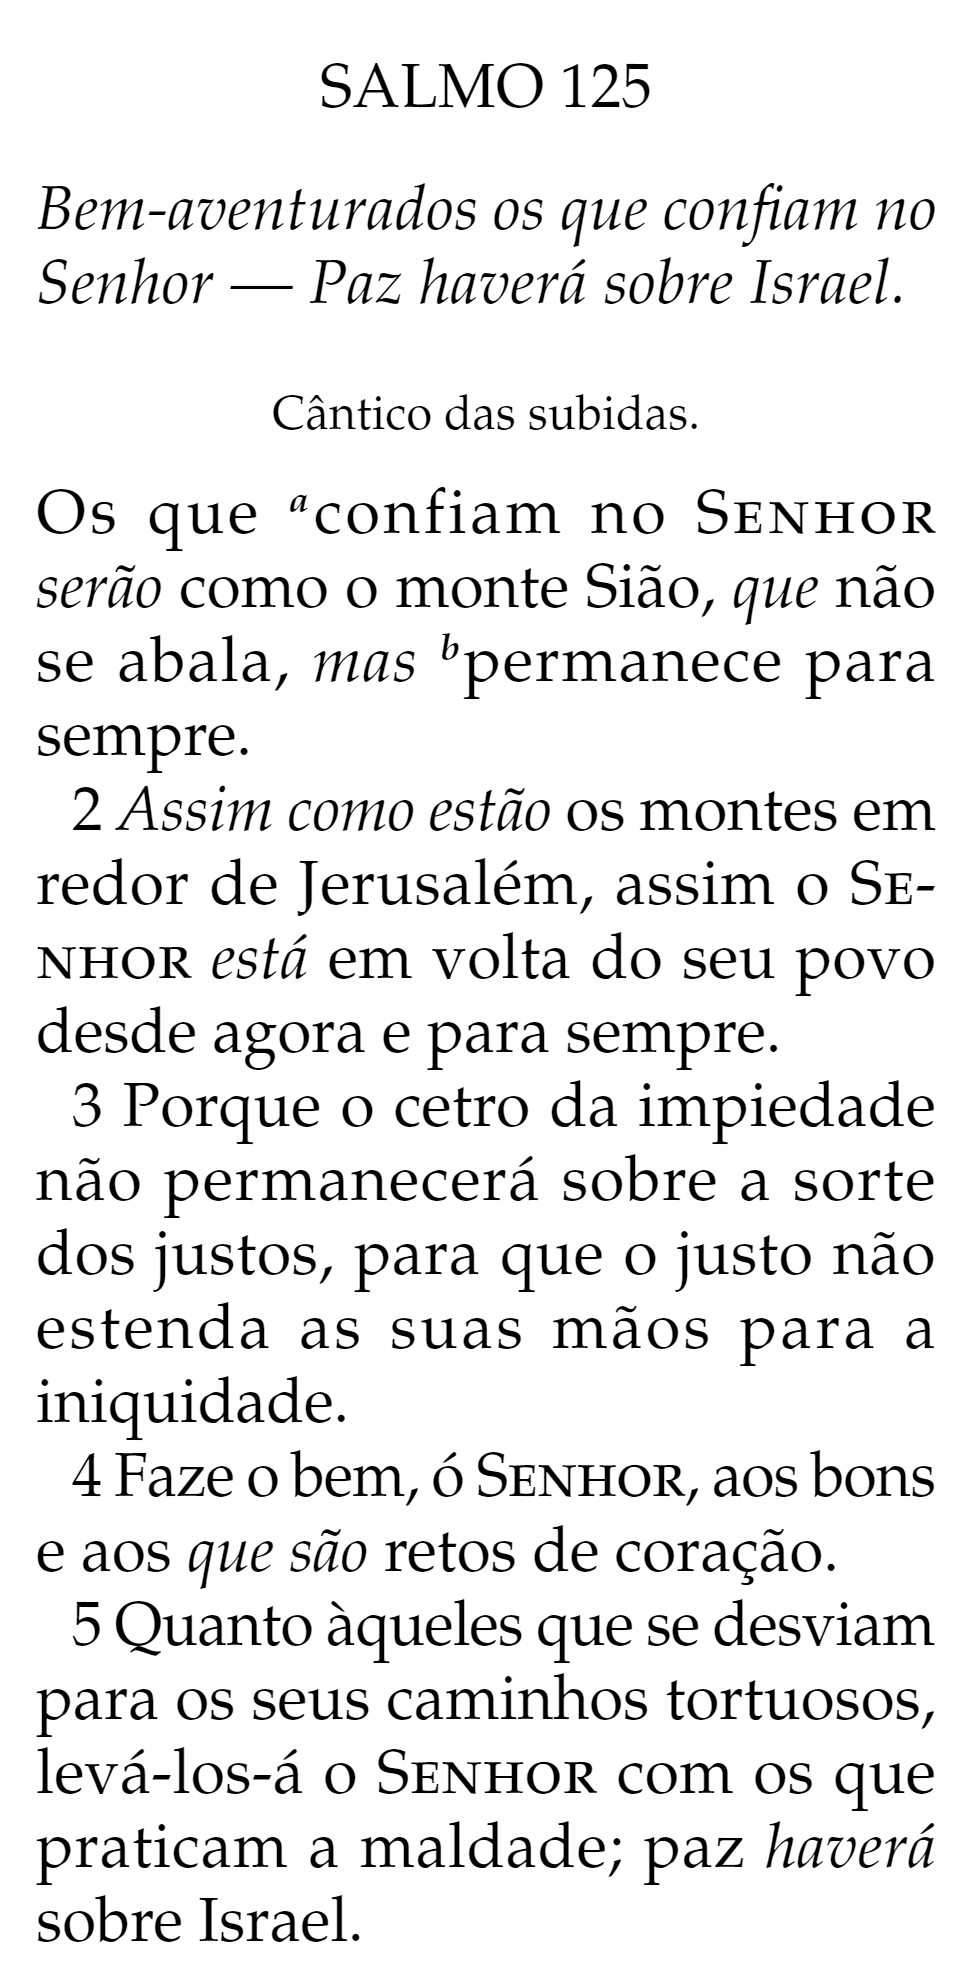 SALMO 125
Bem-aventurados os que confiam no
Senhor — Paz haverá sobre Israel.
Cântico das subidas.
Os que ᵃconfiam no SENHOR
serão como o monte Sião, que não
se abala, mas ᵇpermanece para
sempre.
2 Assim como estão os montes em
redor de Jerusalém, assim o SE-
NHOR está em volta do seu povo
desde agora e para sempre.
3 Porque o cetro da impiedade
não permanecerá sobre a sorte
dos justos, para que o justo não
estenda as suas mãos para a
iniquidade.
4 Faze o bem, ó SENHOR, aos bons
e aos que são retos de coração.
5 Quanto àqueles que se desviam
para os seus caminhos tortuosos,
levá-los-á o SENHOR com os que
praticam a maldade; paz haverá
sobre Israel.